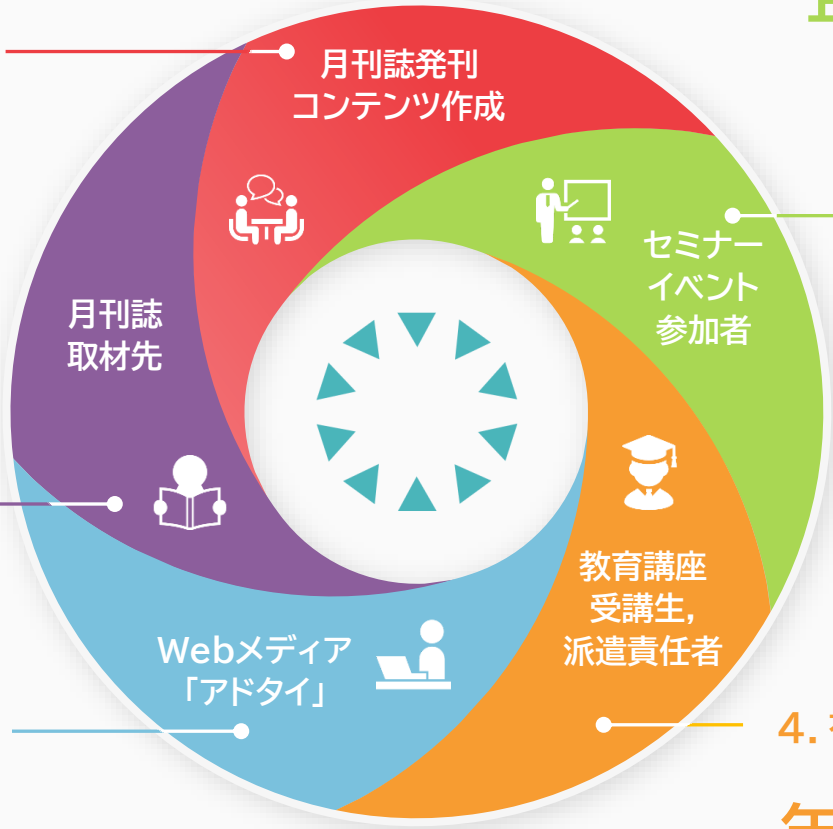 月刊誌発刊
コンテンツ作成
セミナー
イベント
参加者
月刊誌
取材先
教育講座
受講生,
派遣責任者
Webメディア
「アドタイ」
4.